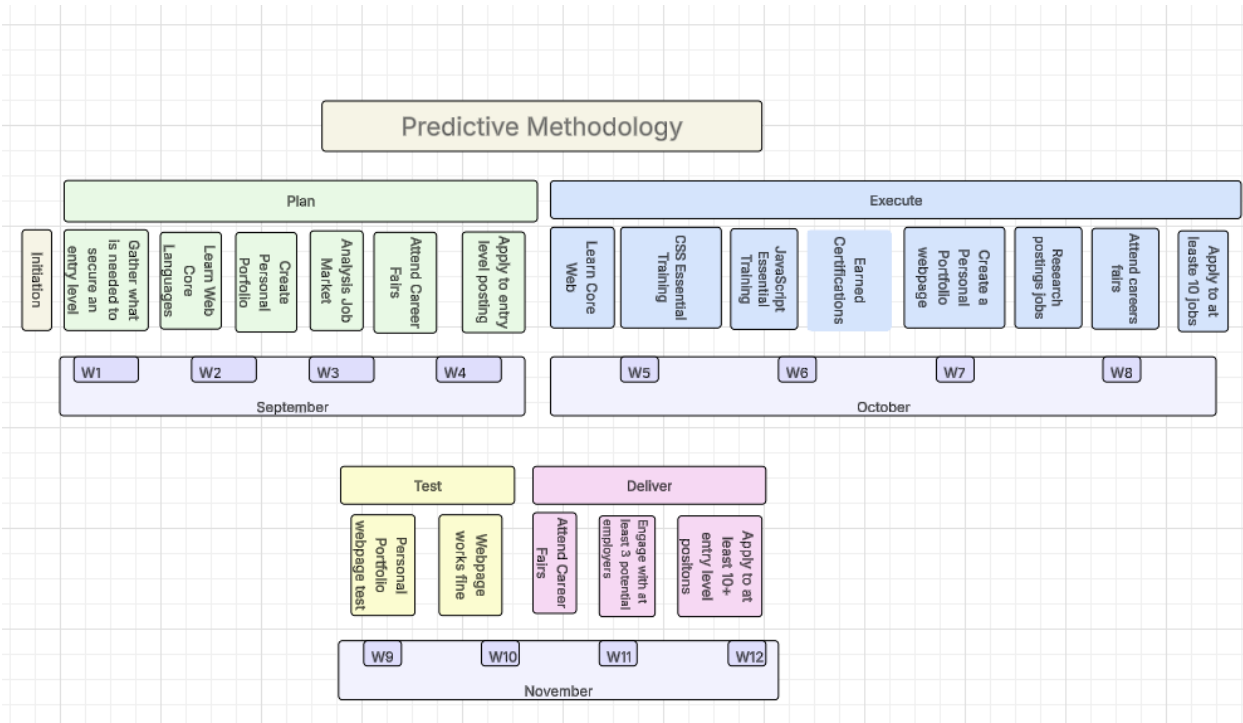 Predictive Methodology
Plan
Execute
Initiation
Gather what
is needed to
secure an
entry level
Learn Web
Core
Languages
Create
Personal
Portfolio
Analysis Job
Market
Attend Career
Fairs
Apply to entry
level posting
Learn Core
Web
CSS Essential
Training
JavaScript
Essential
Training
Earned
Certifications
Create a
Personal
Portfolio
webpage
Research
postings jobs
Attend careers
fairs
Apply to at
leaste 10 jobs
W1
W2
W3
W4
September
W5
W6
W7
W8
October
Test
Deliver
Personal
Portfolio
webpage test
Webpage
works fine
Attend Career
Fairs
Engage with at
least 3 potential
employers
Apply to at
least 10+
entry level
positons
W9
W10
W11
W12
November